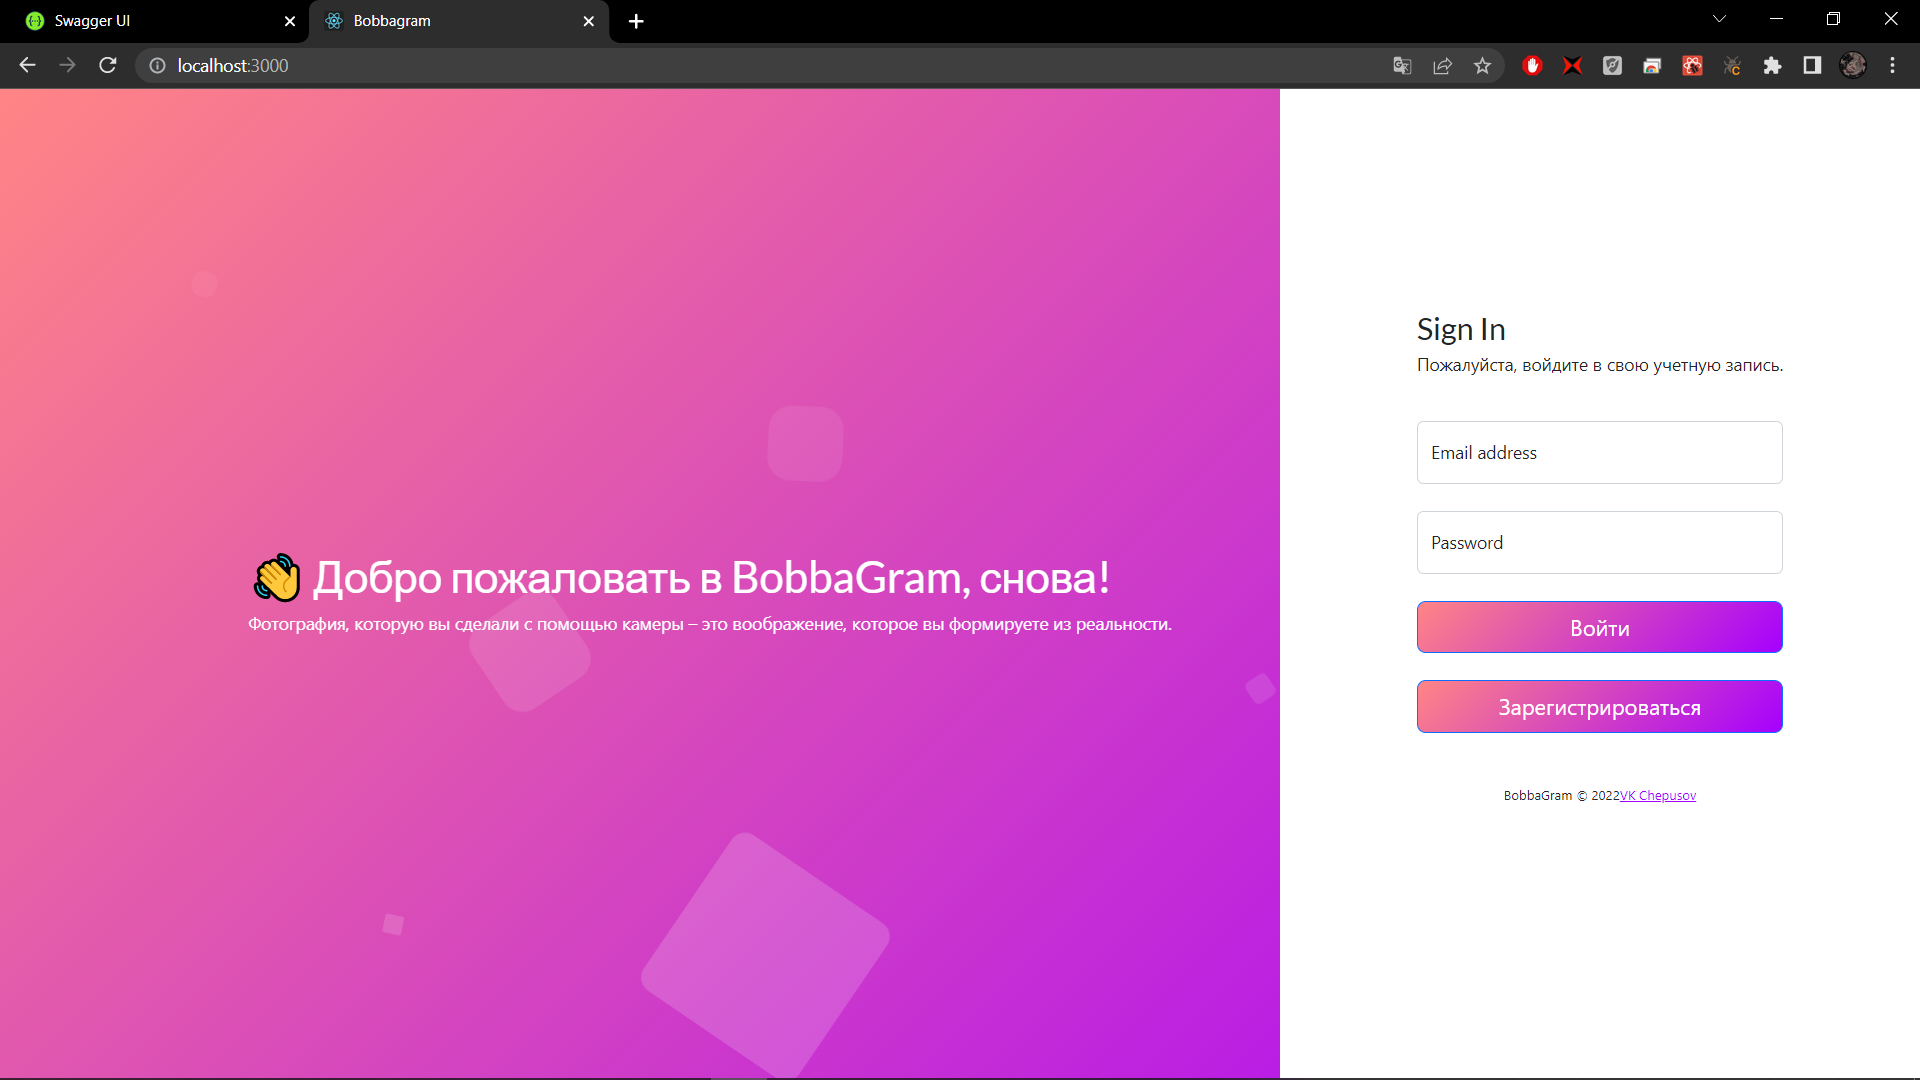 Swagger UI
Bobbagram
localhost:3000
Добро пожаловать в BobbaGram, снова!
Фотография, которую вы сделали с помощью камеры – это воображение, которое вы формируете из реальности.
Sign In
Пожалуйста, войдите в свою учетную запись.
Email address
Password
Войти
Зарегистрироваться
BobbaGram © 2022VK Chepusov